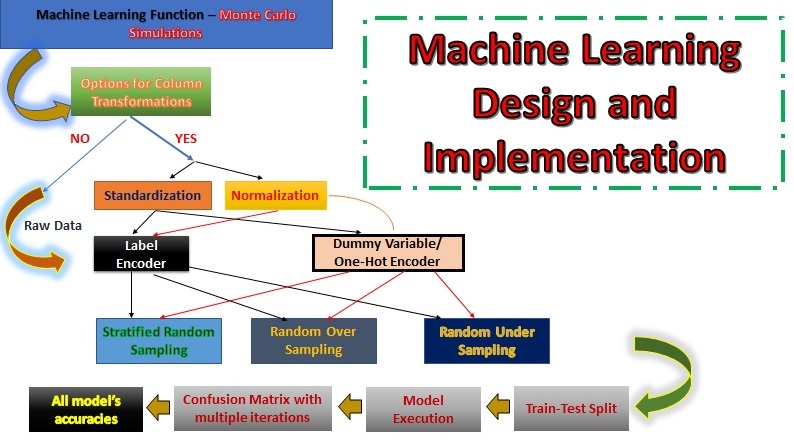 Machine Learning Function – Monte Carlo
Simulations
Machine Learning
Design and
Implementation
Options for Column
Transformations
NO
YES
Standardization
Normalization
Raw Data
Label
Encoder
Dummy Variable/
One-Hot Encoder
Stratified Random
Sampling
Random Over
Sampling
Random Under
Sampling
All model's
accuracies
Confusion Matrix with
multiple iterations
Model
Execution
Train-Test Split